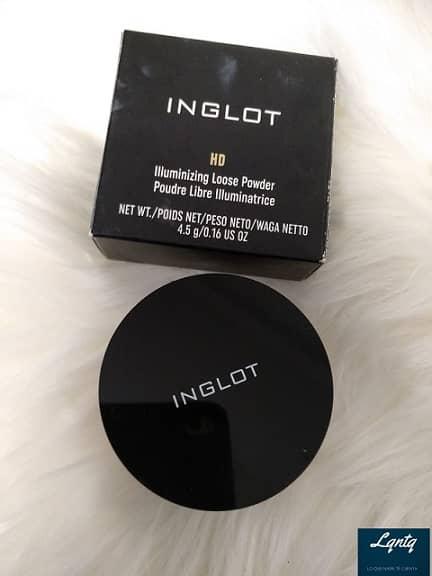 INGLOT
HD
Illuminizing Loose Powder
Poudre Libre Illuminatrice
NET WT./POIDS NET/PESO NETO/WAGA NETTO
4.5 g/0.16 US OZ
INGLOT
Lqntq